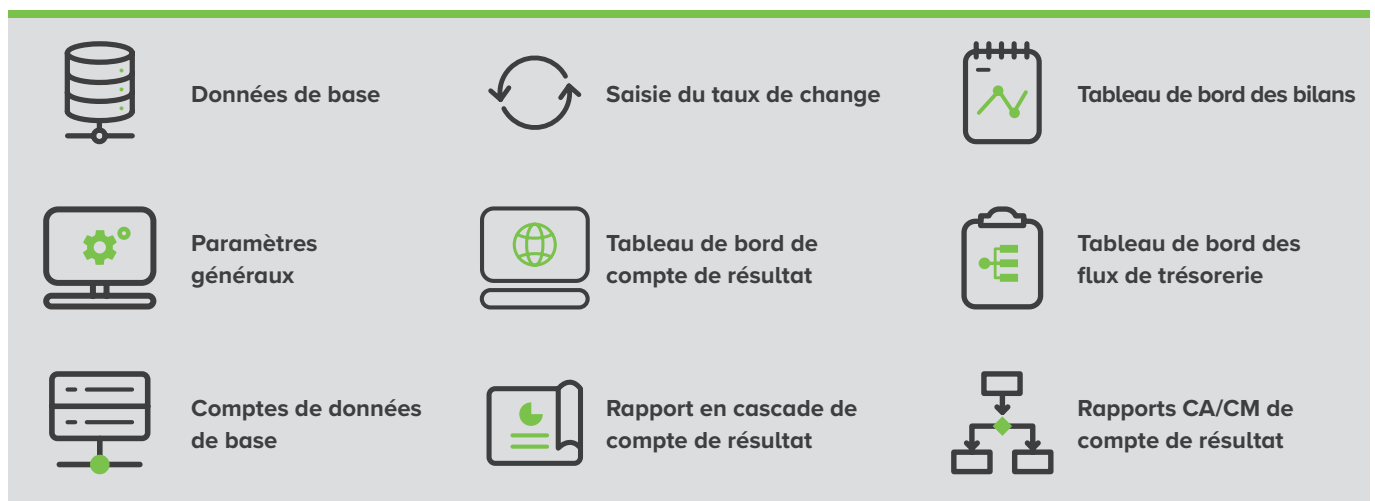 Données de base
Saisie du taux de change
Tableau de bord des bilans
Paramètres
généraux
Tableau de bord de
compte de résultat
Tableau de bord des
flux de trésorerie
Comptes de données
de base
Rapport en cascade de
compte de résultat
Rapports CA/CM de
compte de résultat